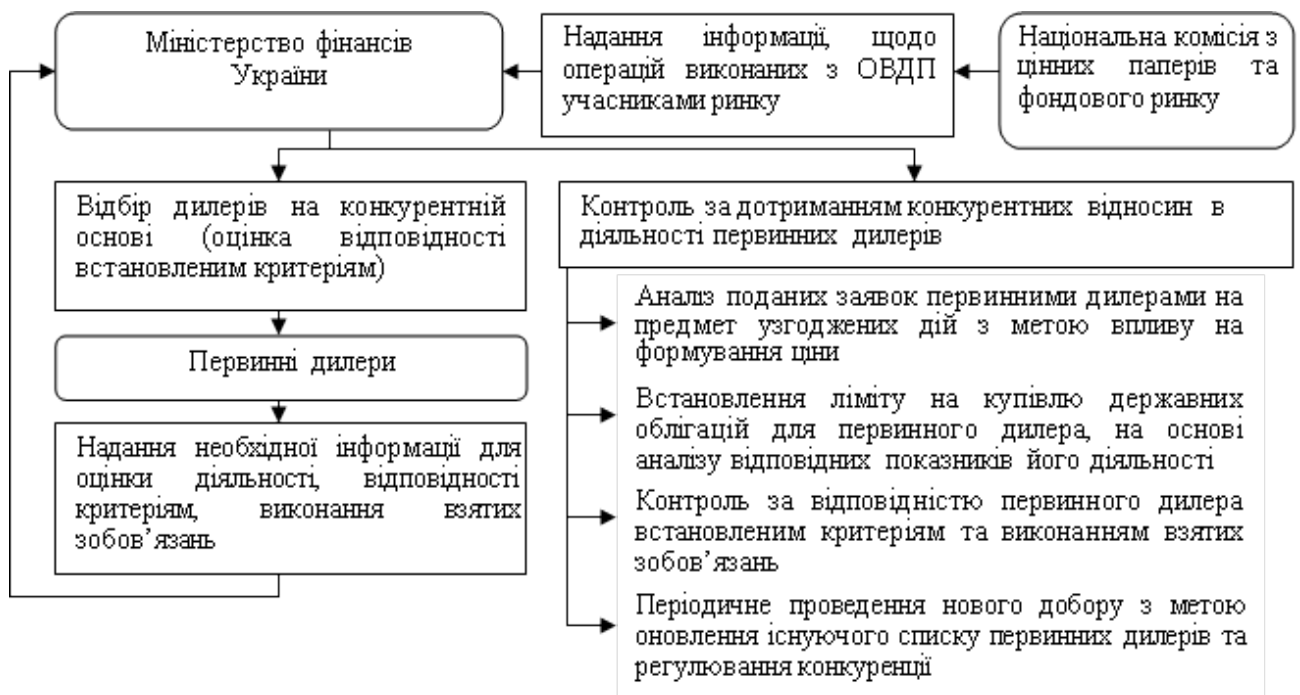 Міністерство фінансів
України
Надання інформації, щодо
операцій виконаних з ОВДП
учасниками ринку
Національна комісія з
цінних паперів та
фондового ринку
Відбір дилерів на конкурентній
основі (оцінка відповідності
встановленим критеріям)
Первинні дилери
Надання необхідної інформації для
оцінки діяльності, відповідності
критеріям, виконання взятих
зобов’язань
Контроль за дотриманням конкурентних відносин в
діяльності первинних дилерів
Аналіз поданих заявок первинними дилерами на
предмет узгоджених дій з метою впливу на
формування ціни
Встановлення ліміту на купівлю державних
облігацій для первинного дилера, на основі
аналізу відповідних показників його діяльності
Контроль за відповідністю первинного дилера
встановленим критеріям та виконанням взятих
зобов’язань
Періодичне проведення нового добору з метою
оновлення існуючого списку первинних дилерів та
регулювання конкуренції